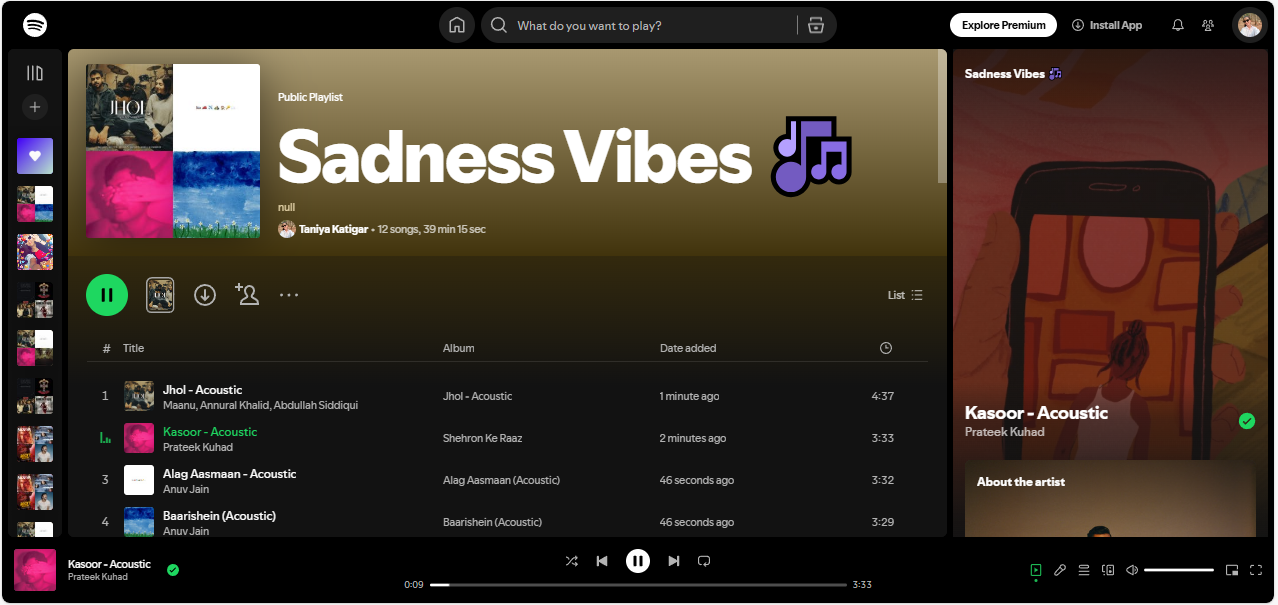 What do you want to play?
Explore Premium
Install App
JHOL
Public Playlist
Sadness Vibes
null
Taniya Katigar • 12 songs, 39 min 15 sec
List
# Title Album Date added
1 Jhol - Acoustic Jhol - Acoustic 1 minute ago 4:37
Maanu, Annural Khalid, Abdullah Siddiqui
Kasoor - Acoustic Shehron Ke Raaz 2 minutes ago 3:33
Prateek Kuhad
3 Alag Aasmaan - Acoustic Alag Aasmaan (Acoustic) 46 seconds ago 3:32
Anuv Jain
4 Baarishein (Acoustic) Baarishein (Acoustic) 46 seconds ago 3:29
Anuv Jain
Sadness Vibes
Kasoor - Acoustic
Prateek Kuhad
About the artist
Kasoor - Acoustic
Prateek Kuhad
0:09 3:33